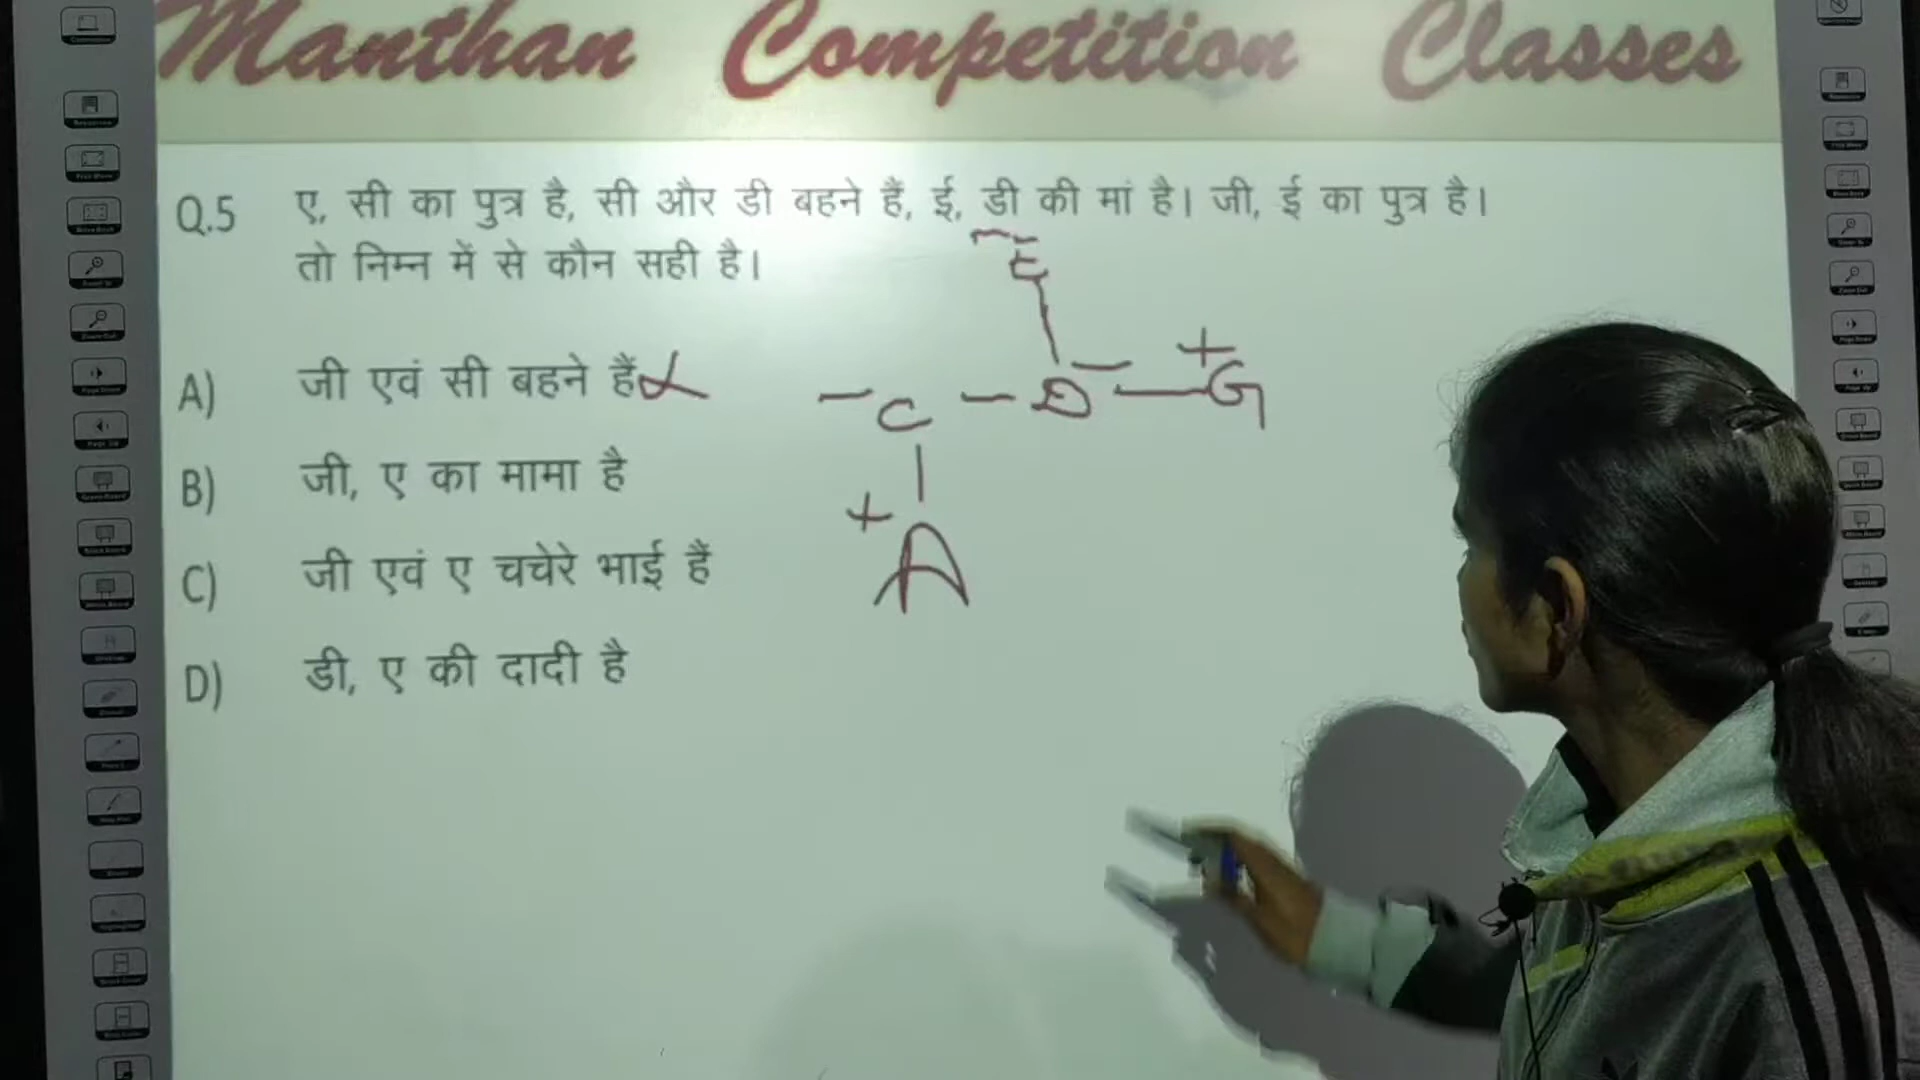 Manthan Competition Classes
Q.5 ए, सी का पुत्र है, सी और डी बहने हैं, ई, डी की मां है। जी, ई का पुत्र है।
तो निम्न में से कौन सही है।
E
A) जी एवं सी बहने हैं
- C - D - + G
B) जी, ए का मामा है
+ A
C) जी एवं ए चचेरे भाई हैं
D) डी, ए की दादी है